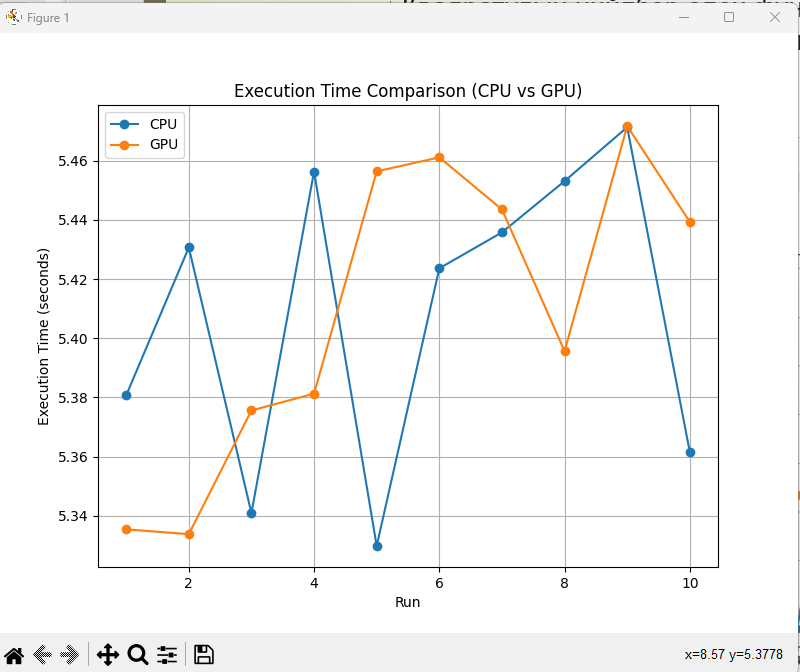 Figure 1
Execution Time Comparison (CPU vs GPU)
CPU
GPU
5.46
5.44
5.42
5.40
5.38
5.36
5.34
Execution Time (seconds)
2 4 6 8 10
Run
x=8.57 y=5.3778